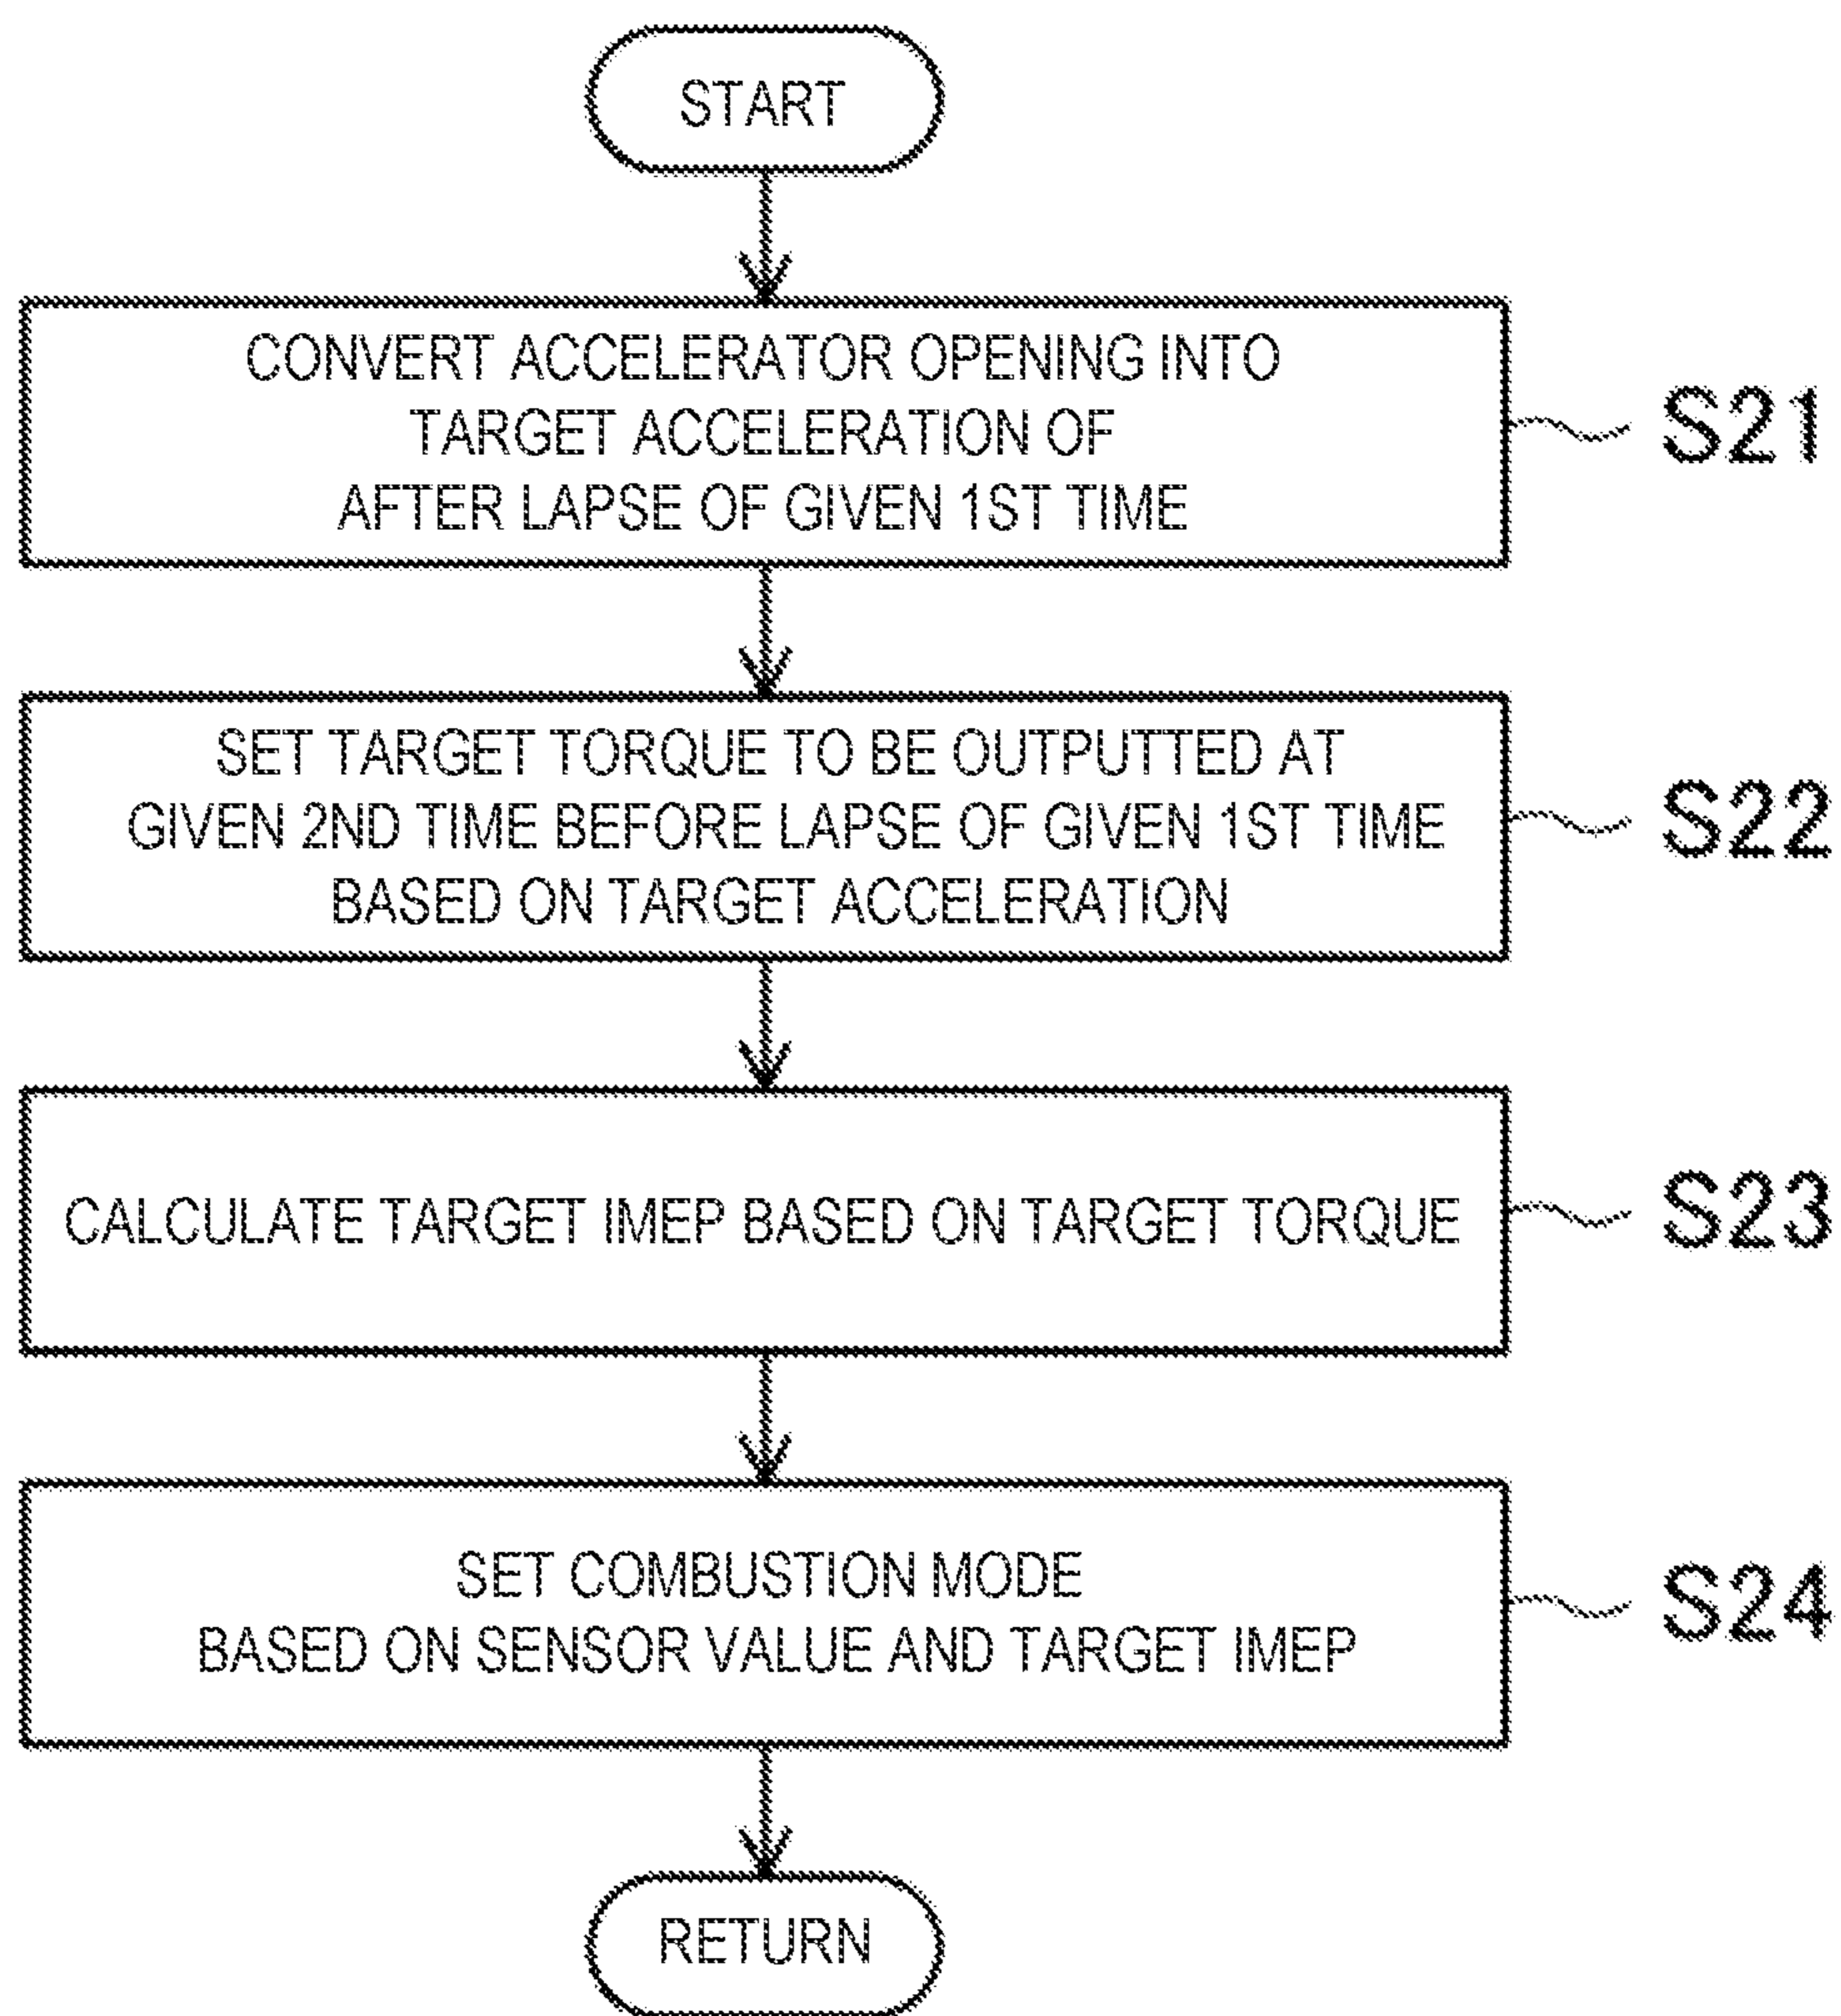 START
CONVERT ACCELERATOR OPENING INTO
TARGET ACCELERATION OF
AFTER LAPSE OF GIVEN 1ST TIME
S21
SET TARGET TORQUE TO BE OUTPUTTED AT
GIVEN 2ND TIME BEFORE LAPSE OF GIVEN 1ST TIME
BASED ON TARGET ACCELERATION
S22
CALCULATE TARGET IMEP BASED ON TARGET TORQUE
S23
SET COMBUSTION MODE
BASED ON SENSOR VALUE AND TARGET IMEP
S24
RETURN